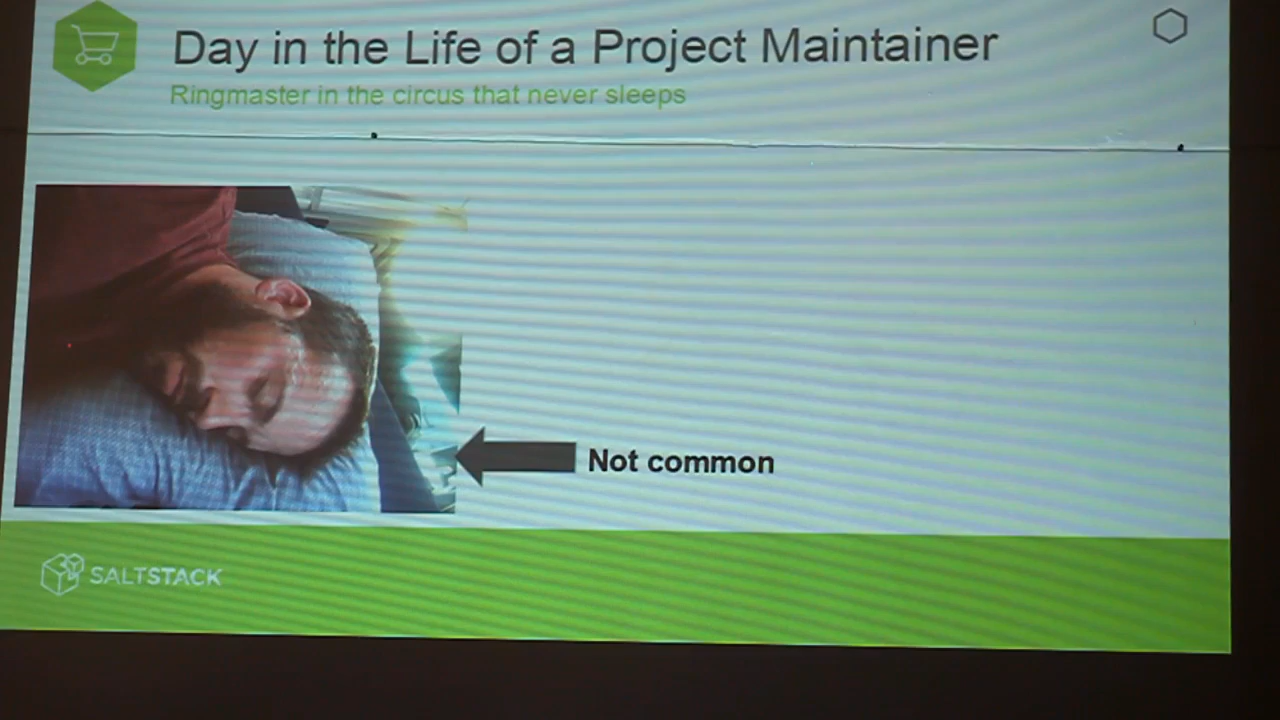 Day in the Life of a Project Maintainer
Ringmaster in the circus that never sleeps
Not common
SALTSTACK